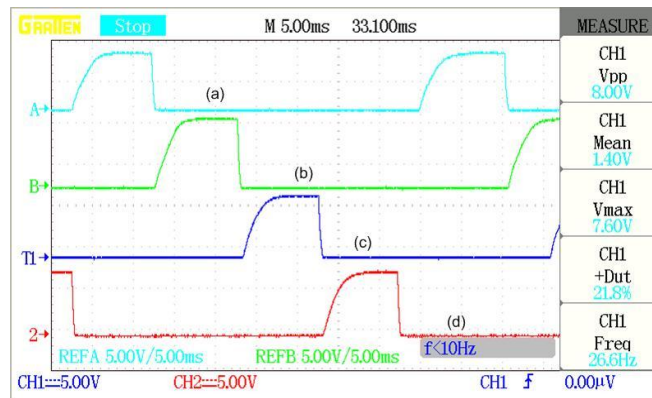 GRATTEN Stop M 5.00ms 33.100ms MEASURE
CH1
Vpp
8.00V
CH1
Mean
1.40V
CH1
Vmax
7.60V
CH1
+Dut
21.8%
CH1
Freq
26.6Hz
A
(a)
B
(b)
T1
(c)
2
(d)
f<10Hz
REFA 5.00V/5.00ms REFB 5.00V/5.00ms
CH1 5.00V CH2 5.00V CH1 0.00μV